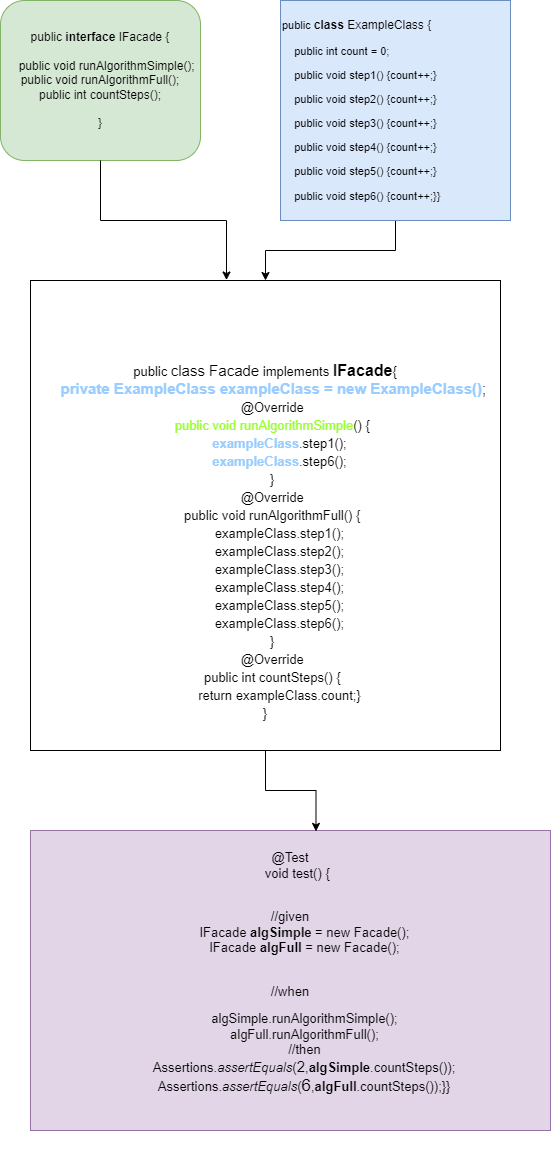 public interface IFacade {
public void runAlgorithmSimple();
public void runAlgorithmFull();
public int countSteps();
}
public class ExampleClass {
public int count = 0;
public void step1() {count++;}
public void step2() {count++;}
public void step3() {count++;}
public void step4() {count++;}
public void step5() {count++;}
public void step6() {count++;}}
public class Facade implements IFacade{
private ExampleClass exampleClass = new ExampleClass();
@Override
public void runAlgorithmSimple() {
exampleClass.step1();
exampleClass.step6();
}
@Override
public void runAlgorithmFull() {
exampleClass.step1();
exampleClass.step2();
exampleClass.step3();
exampleClass.step4();
exampleClass.step5();
exampleClass.step6();
}
@Override
public int countSteps() {
return exampleClass.count;}
}
@Test
void test() {
//given
IFacade algSimple = new Facade();
IFacade algFull = new Facade();
//when
algSimple.runAlgorithmSimple();
algFull.runAlgorithmFull();
//then
Assertions.assertEquals(2,algSimple.countSteps());
Assertions.assertEquals(6,algFull.countSteps());}}